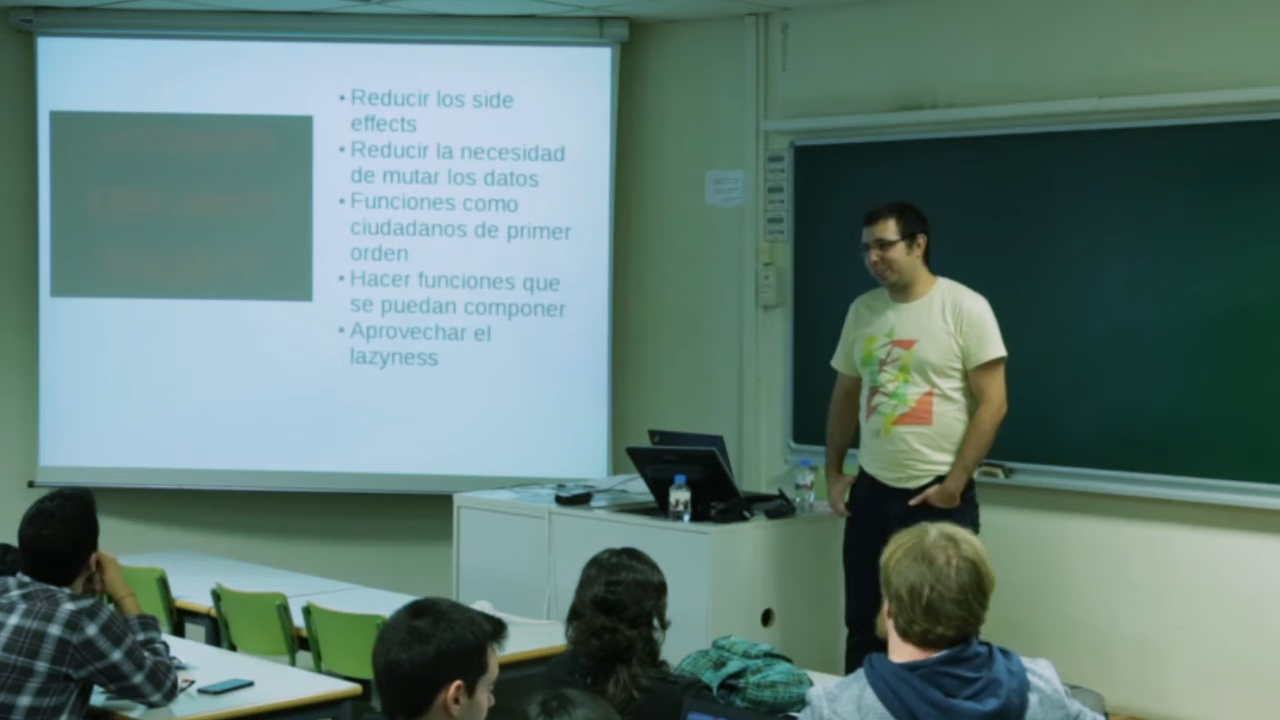 • Reducir los side
effects
• Reducir la necesidad
de mutar los datos
• Funciones como
ciudadanos de primer
orden
• Hacer funciones que
se puedan componer
• Aprovechar el
lazyness